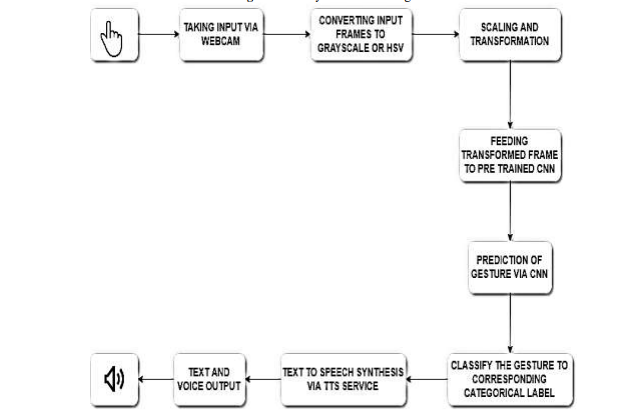 TAKING INPUT VIA
WEBCAM
CONVERTING INPUT
FRAMES TO
GRAYSCALE OR HSV
SCALING AND
TRANSFORMATION
FEEDING
TRANSFORMED FRAME
TO PRE TRAINED CNN
PREDICTION OF
GESTURE VIA CNN
CLASSIFY THE GESTURE TO
CORRESPONDING
CATEGORICAL LABEL
TEXT TO SPEECH SYNTHESIS
VIA TTS SERVICE
TEXT AND
VOICE OUTPUT